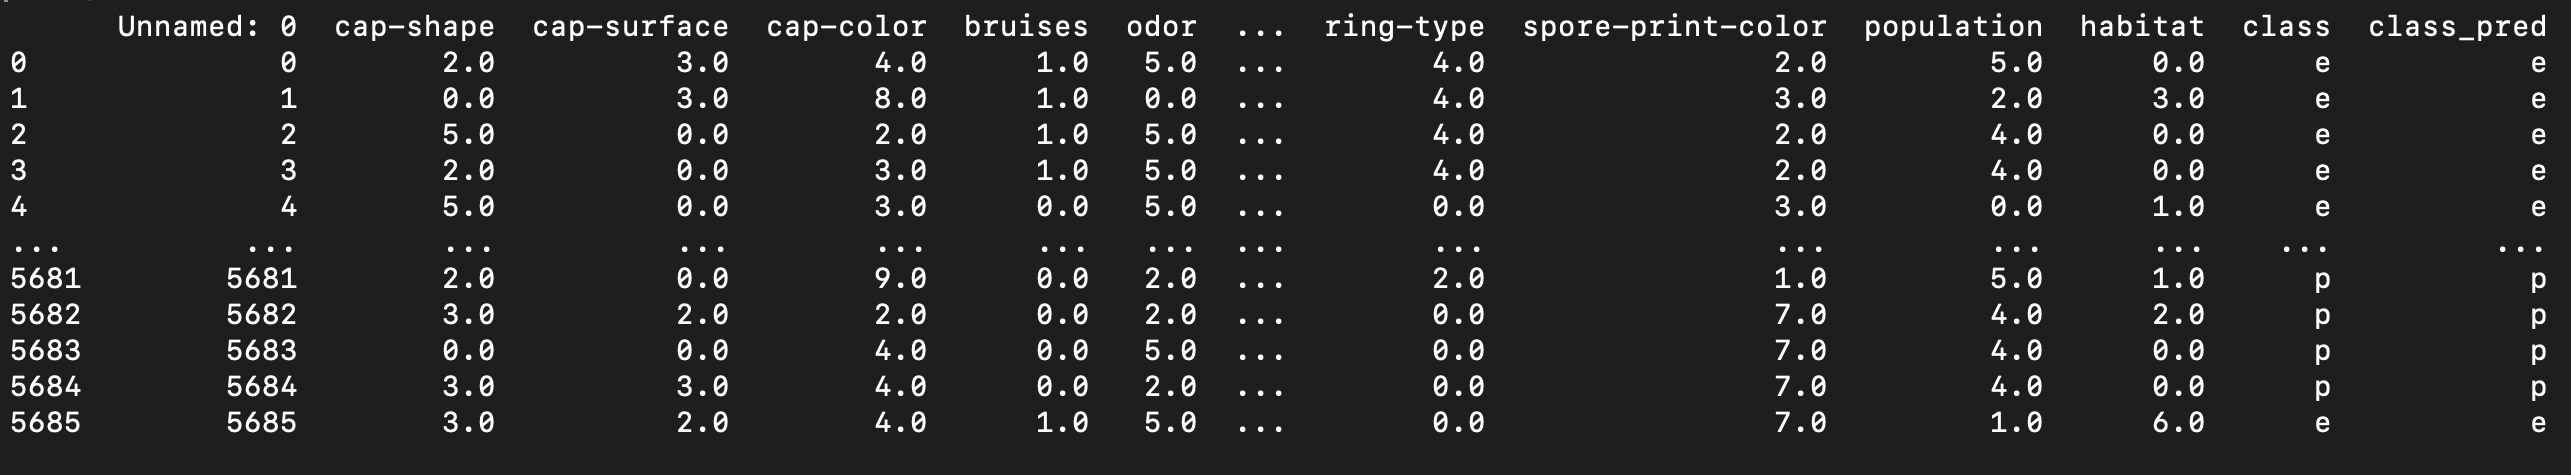 Unnamed: 0 cap-shape cap-surface cap-color bruises odor ... ring-type spore-print-color population habitat class class_pred
0 0 2.0 3.0 4.0 1.0 5.0 ... 4.0 2.0 5.0 0.0 e e
1 1 0.0 3.0 8.0 1.0 0.0 ... 4.0 3.0 2.0 3.0 e e
2 2 5.0 0.0 2.0 1.0 5.0 ... 4.0 2.0 4.0 0.0 e e
3 3 2.0 0.0 3.0 1.0 5.0 ... 4.0 2.0 4.0 0.0 e e
4 4 5.0 0.0 3.0 0.0 5.0 ... 0.0 3.0 0.0 1.0 e e
... ... ... ... ... ... ... ... ... ... ... ... ... ...
5681 5681 2.0 0.0 9.0 0.0 2.0 ... 2.0 1.0 5.0 1.0 p p
5682 5682 3.0 2.0 2.0 0.0 2.0 ... 0.0 7.0 4.0 2.0 p p
5683 5683 0.0 0.0 4.0 0.0 5.0 ... 0.0 7.0 4.0 0.0 p p
5684 5684 3.0 3.0 4.0 0.0 2.0 ... 0.0 7.0 4.0 0.0 p p
5685 5685 3.0 2.0 4.0 1.0 5.0 ... 0.0 7.0 1.0 6.0 e e